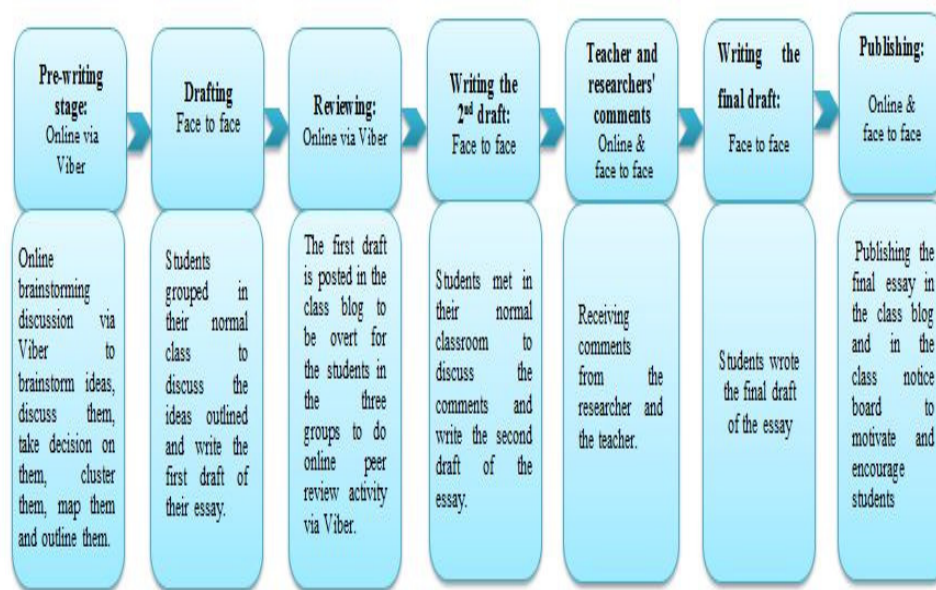 Pre-writing
stage:
Online via
Viber
Drafting
Face to face
Reviewing:
Online via Viber
Writing the
2nd draft:
Face to face
Teacher and
researchers'
comments
Online &
face to face
Writing the
final draft:
Face to face
Publishing:
Online &
face to face
Online
brainstorming
discussion via
Viber to
brainstorm ideas,
discuss them,
take decision on
them, cluster
them, map them
and outline them.
Students
grouped in
their normal
class to
discuss the
ideas outlined
and write the
first draft of
their essay.
The first draft
is posted in the
class blog to
be overt for
the students in
the three
groups to do
online peer
review activity
via Viber.
Students met in
their normal
classroom to
discuss the
comments and
write the second
draft of the
essay.
Receiving
comments
from the
researcher and
the teacher.
Students wrote
the final draft
of the essay
Publishing the
final essay in
the class blog
and in the
class notice
board to
motivate and
encourage
students